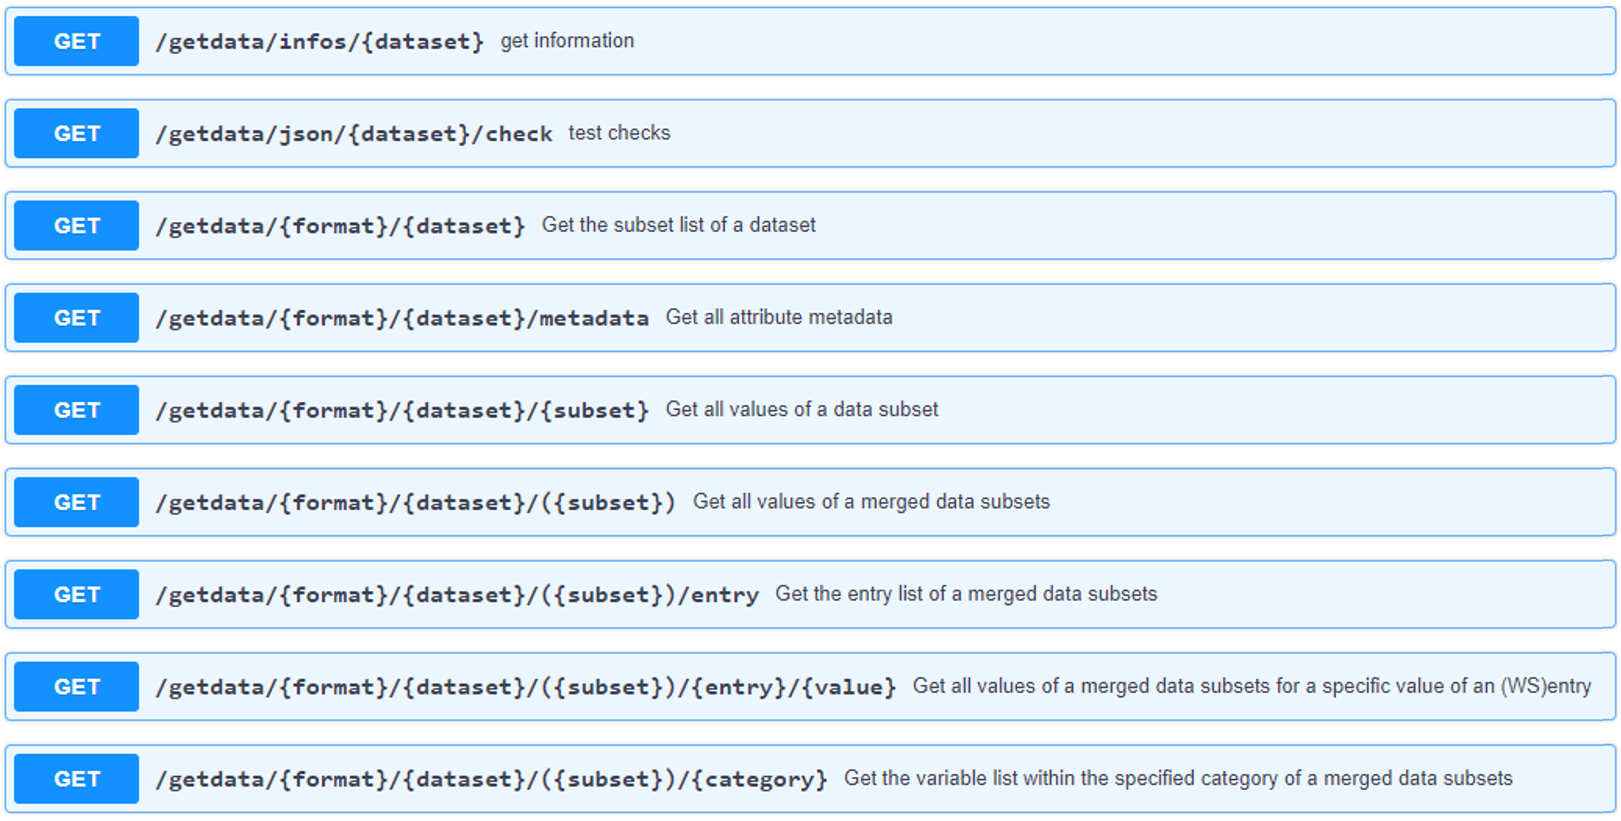 GET /getdata/infos/{dataset} get information
GET /getdata/json/{dataset}/check test checks
GET /getdata/{format}/{dataset} Get the subset list of a dataset
GET /getdata/{format}/{dataset}/metadata Get all attribute metadata
GET /getdata/{format}/{dataset}/{subset} Get all values of a data subset
GET /getdata/{format}/{dataset}/({subset}) Get all values of a merged data subsets
GET /getdata/{format}/{dataset}/({subset})/entry Get the entry list of a merged data subsets
GET /getdata/{format}/{dataset}/({subset})/{entry}/{value} Get all values of a merged data subsets for a specific value of an (WS)entry
GET /getdata/{format}/{dataset}/({subset})/{category} Get the variable list within the specified category of a merged data subsets